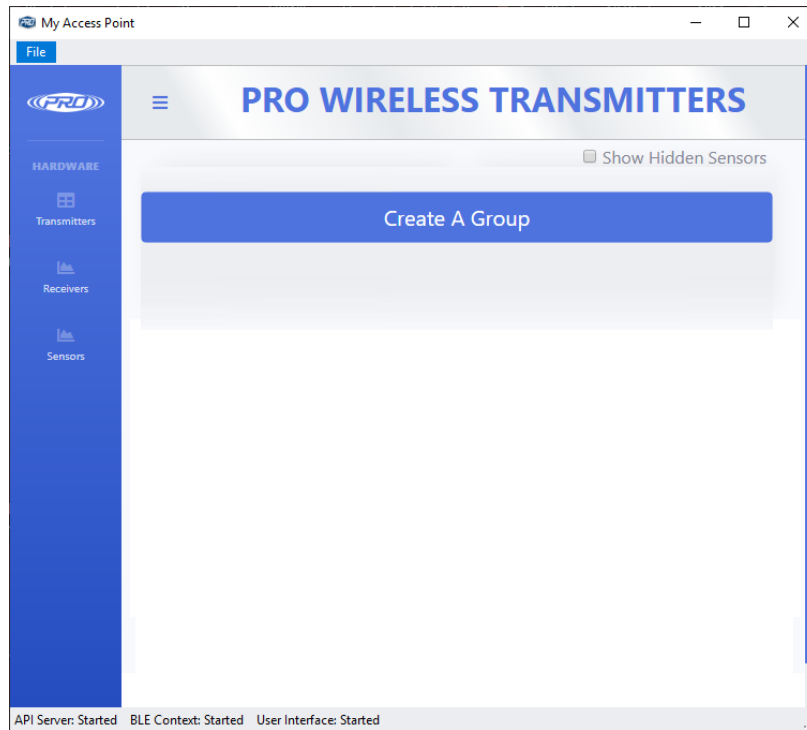 My Access Point
File
PRO
PRO WIRELESS TRANSMITTERS
Show Hidden Sensors
HARDWARE
Transmitters
Create A Group
Receivers
Sensors
API Server: Started BLE Context: Started User Interface: Started